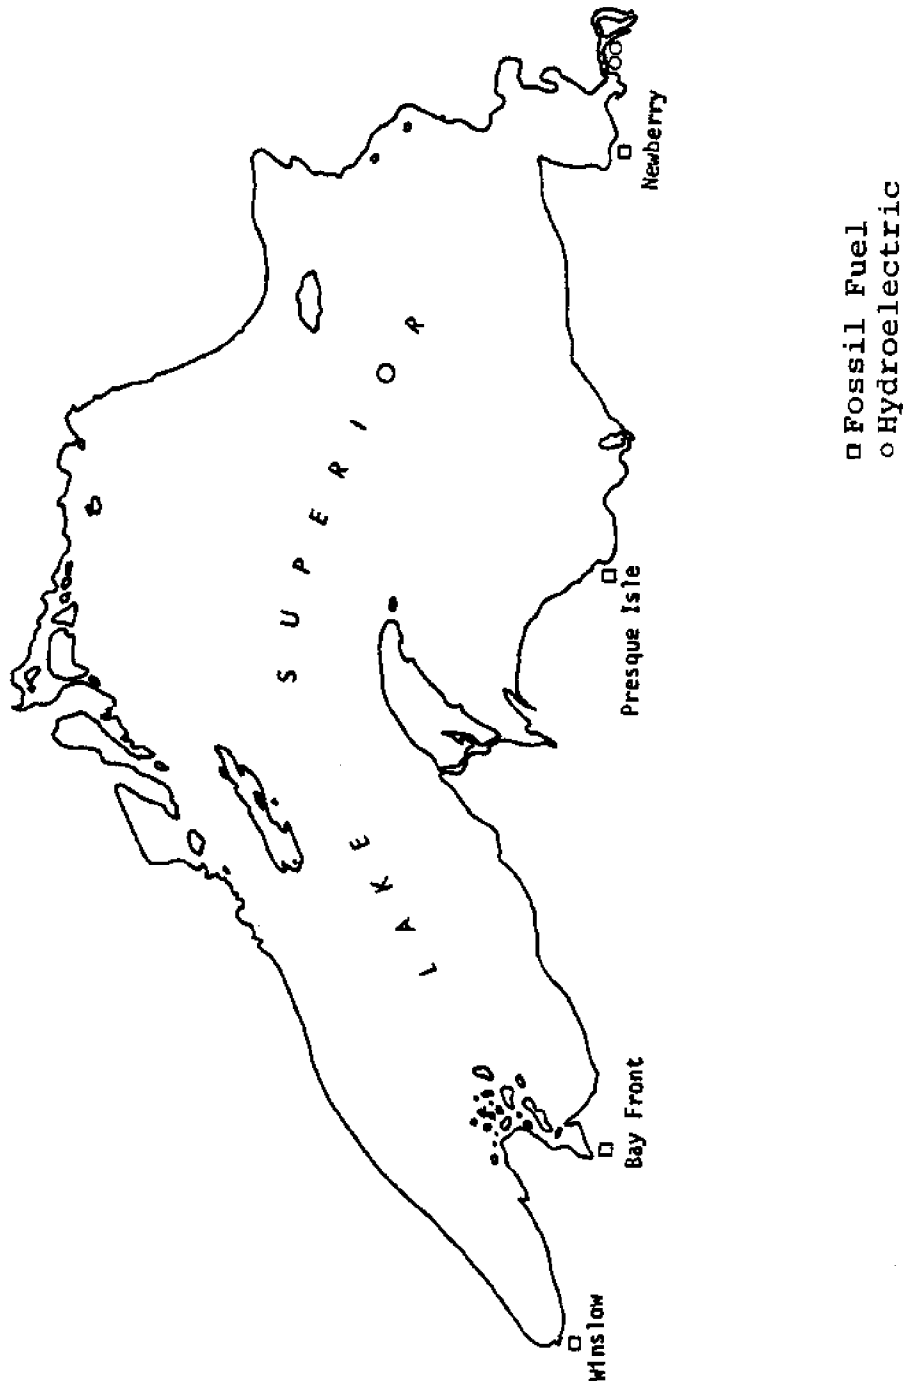 LAKE SUPERIOR
Winslow
Bay Front
Presque Isle
Newberry
□ Fossil Fuel
○ Hydroelectric